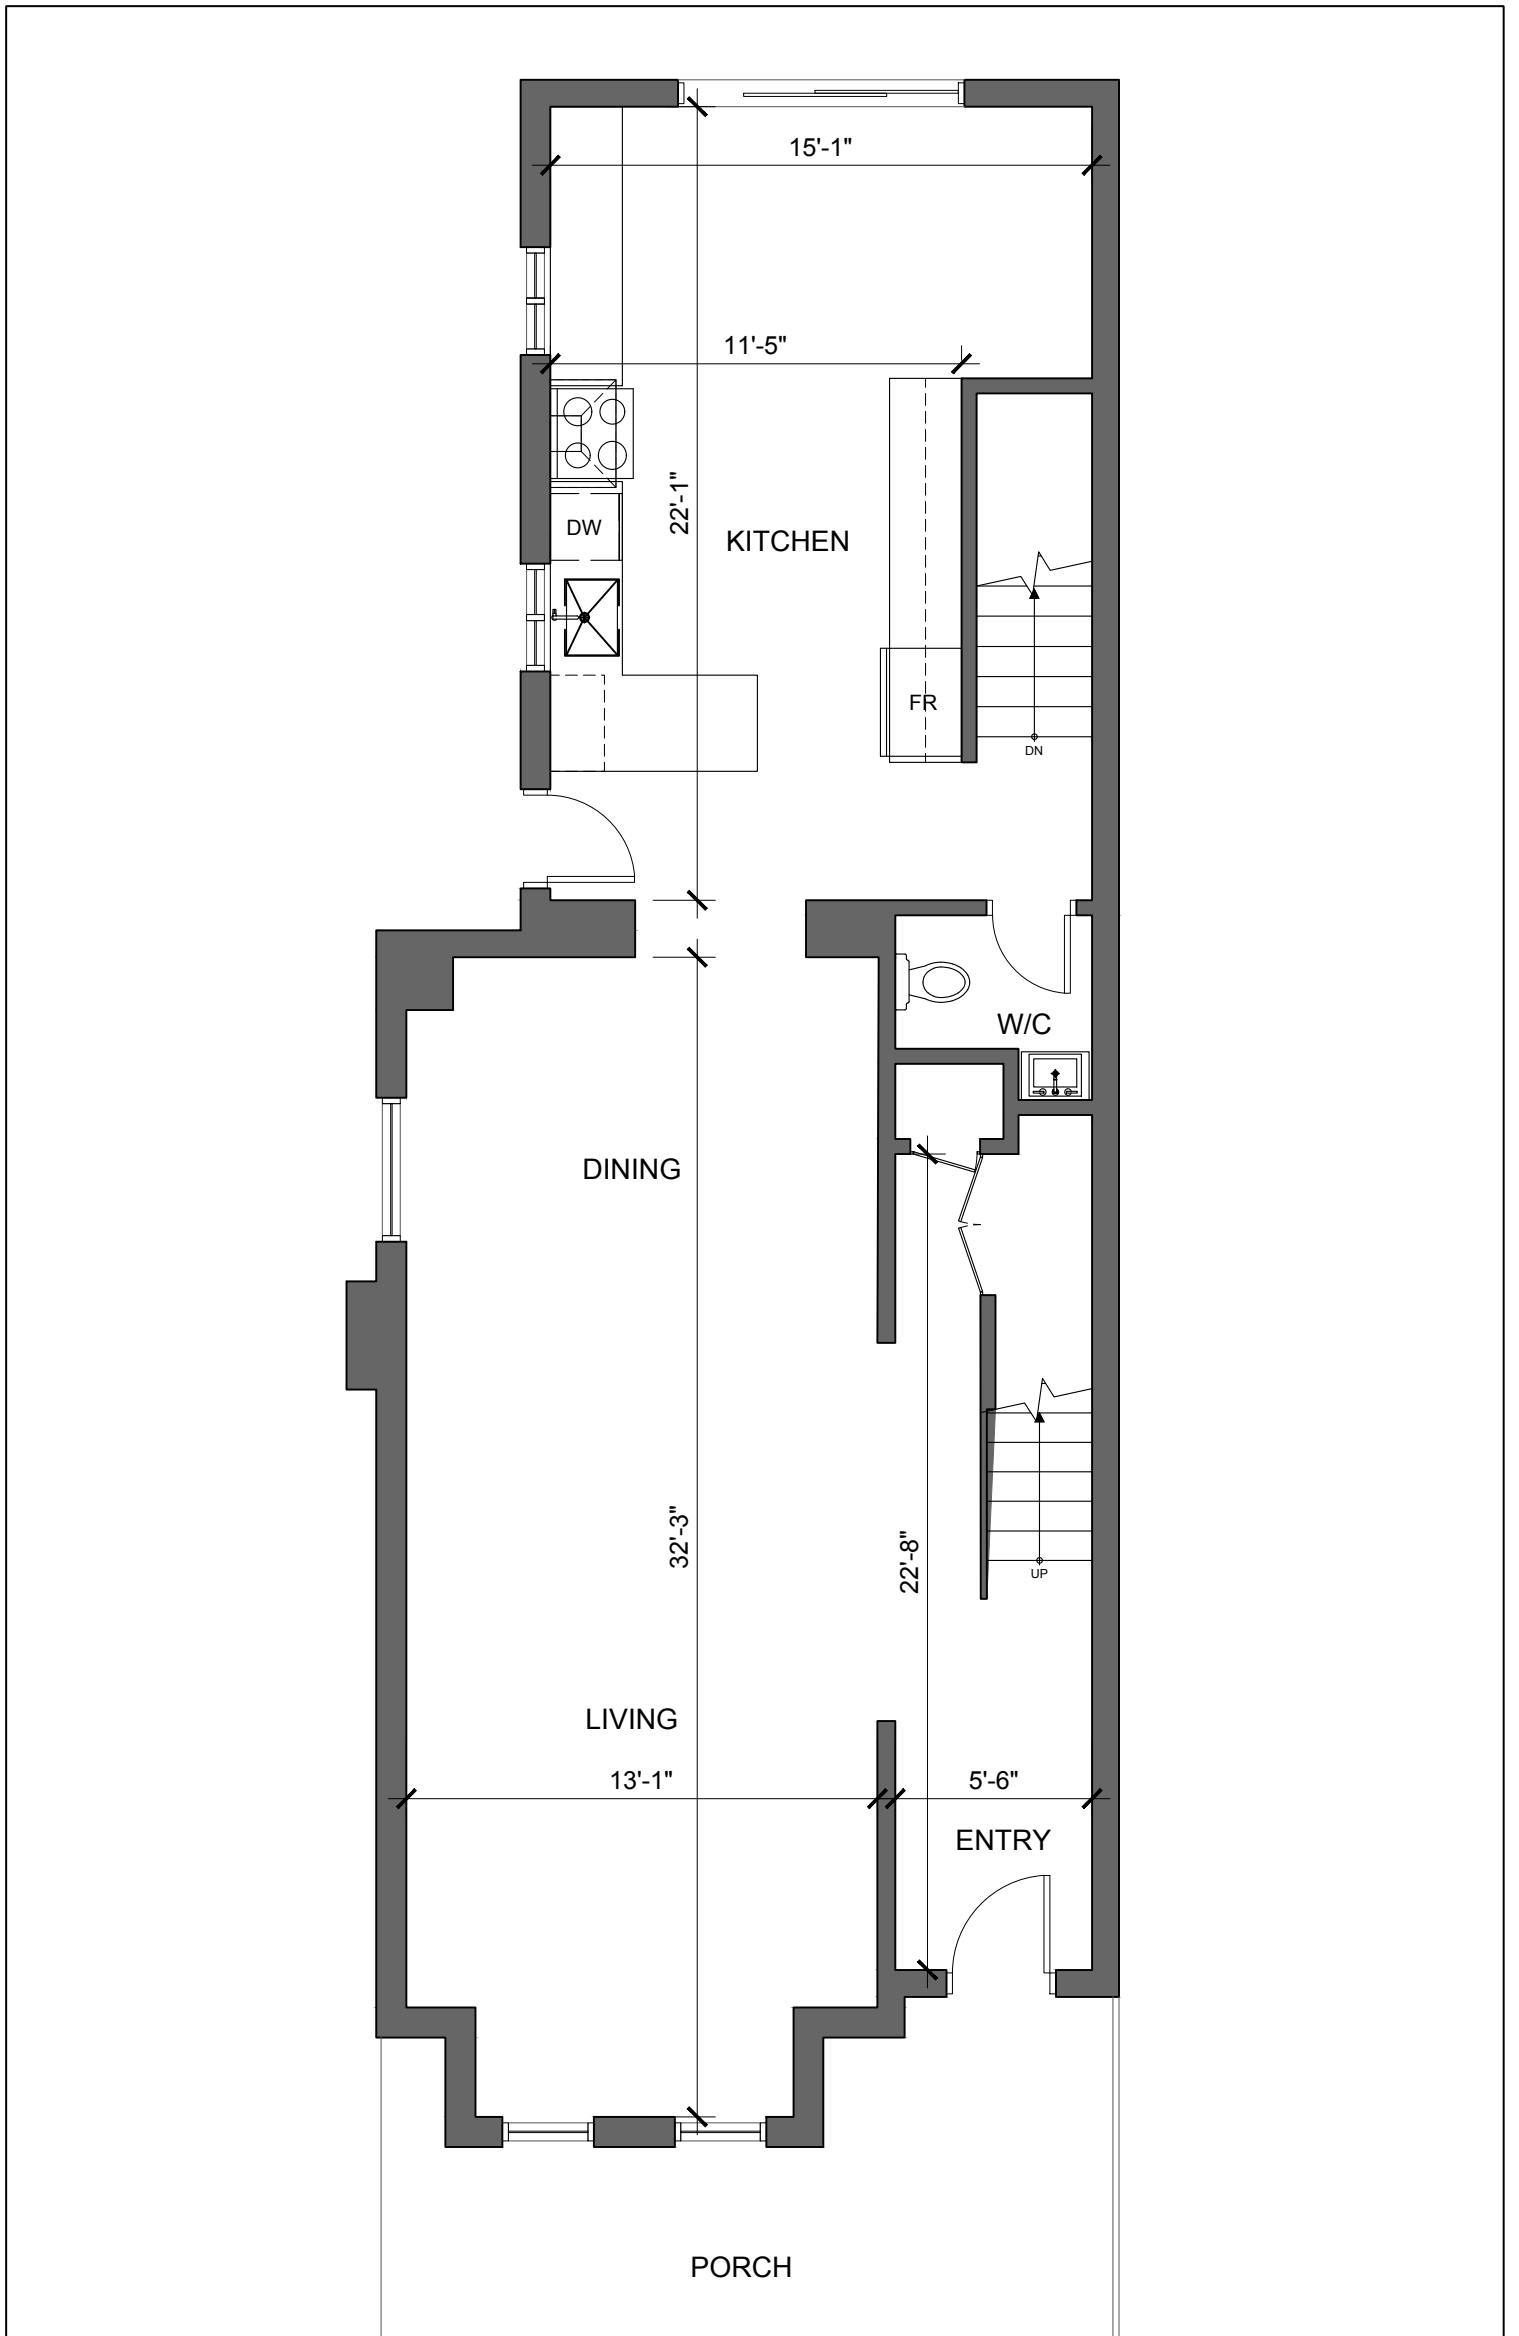 15'-1"
11'-5"
22'-1"
DW
KITCHEN
FR
DN
W/C
DINING
32'-3"
22'-8"
UP
LIVING
13'-1"
5'-6"
ENTRY
PORCH